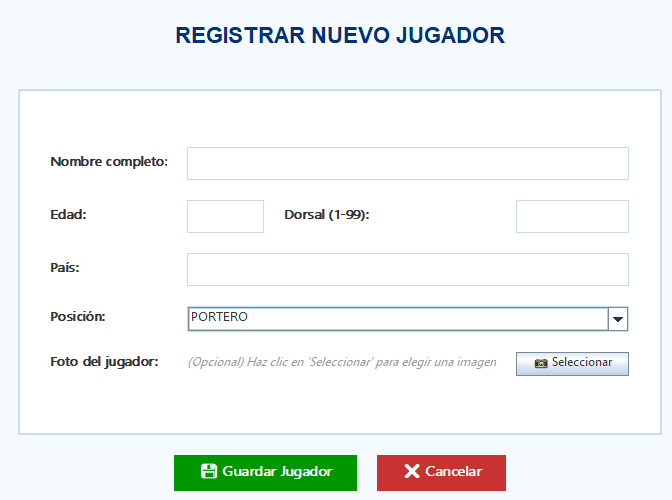 REGISTRAR NUEVO JUGADOR
Nombre completo:
Edad: Dorsal (1-99):
País:
Posición: PORTERO
Foto del jugador: (Opcional) Haz clic en 'Seleccionar' para elegir una imagen Seleccionar
Guardar Jugador Cancelar